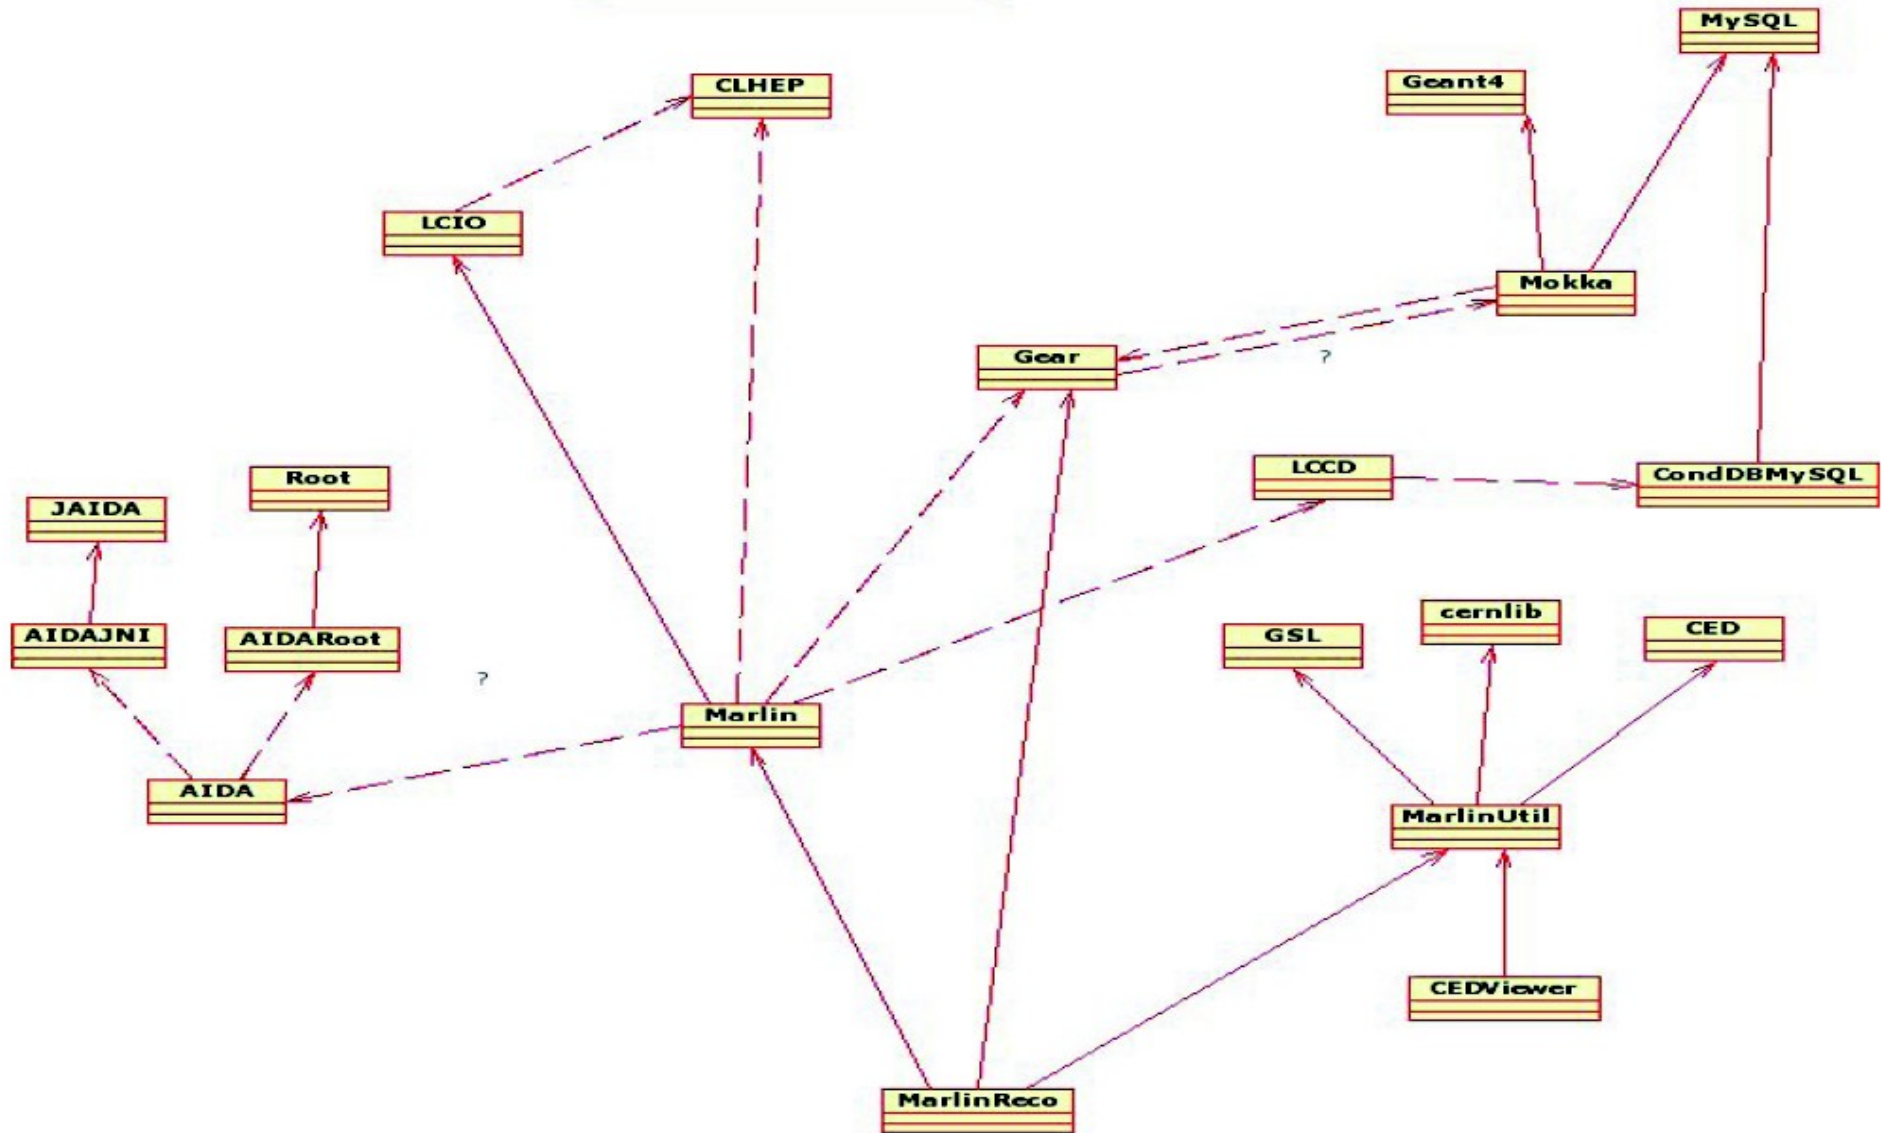 MySQL
Geant4
CLHEP
LCIO
Mokka
Gear
?
LCCD
CondDBMySQL
Root
JAIDA
cernlib
GSL
CED
AIDAJNI
AIDARoot
?
Marlin
AIDA
MarlinUtil
CEDViewer
MarlinReco